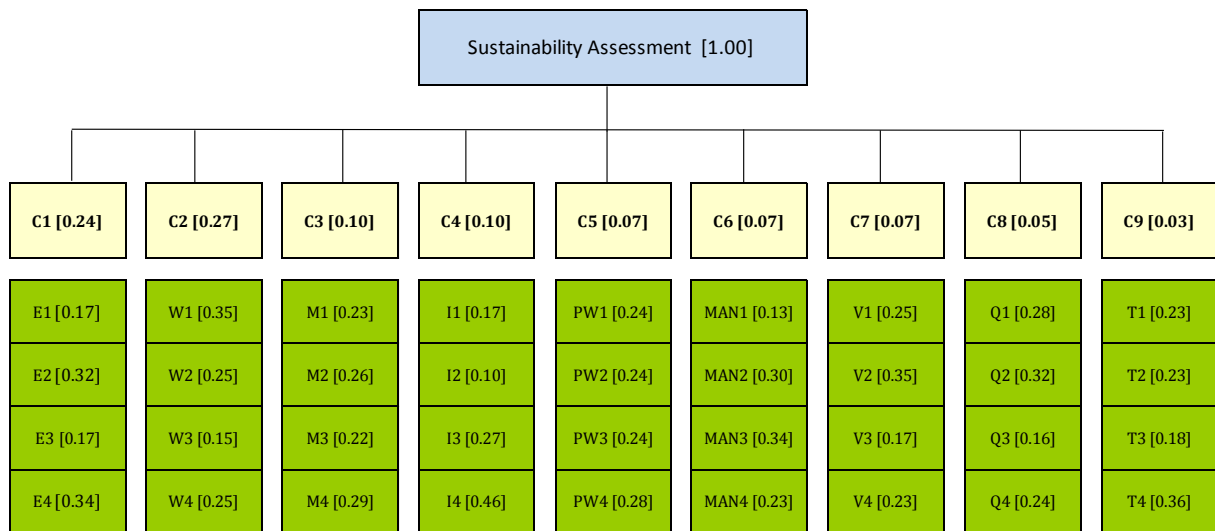 Sustainability Assessment [1.00]
C1 [0.24]
C2 [0.27]
C3 [0.10]
C4 [0.10]
C5 [0.07]
C6 [0.07]
C7 [0.07]
C8 [0.05]
C9 [0.03]
E1 [0.17]
W1 [0.35]
M1 [0.23]
I1 [0.17]
PW1 [0.24]
MAN1 [0.13]
V1 [0.25]
Q1 [0.28]
T1 [0.23]
E2 [0.32]
W2 [0.25]
M2 [0.26]
I2 [0.10]
PW2 [0.24]
MAN2 [0.30]
V2 [0.35]
Q2 [0.32]
T2 [0.23]
E3 [0.17]
W3 [0.15]
M3 [0.22]
I3 [0.27]
PW3 [0.24]
MAN3 [0.34]
V3 [0.17]
Q3 [0.16]
T3 [0.18]
E4 [0.34]
W4 [0.25]
M4 [0.29]
I4 [0.46]
PW4 [0.28]
MAN4 [0.23]
V4 [0.23]
Q4 [0.24]
T4 [0.36]